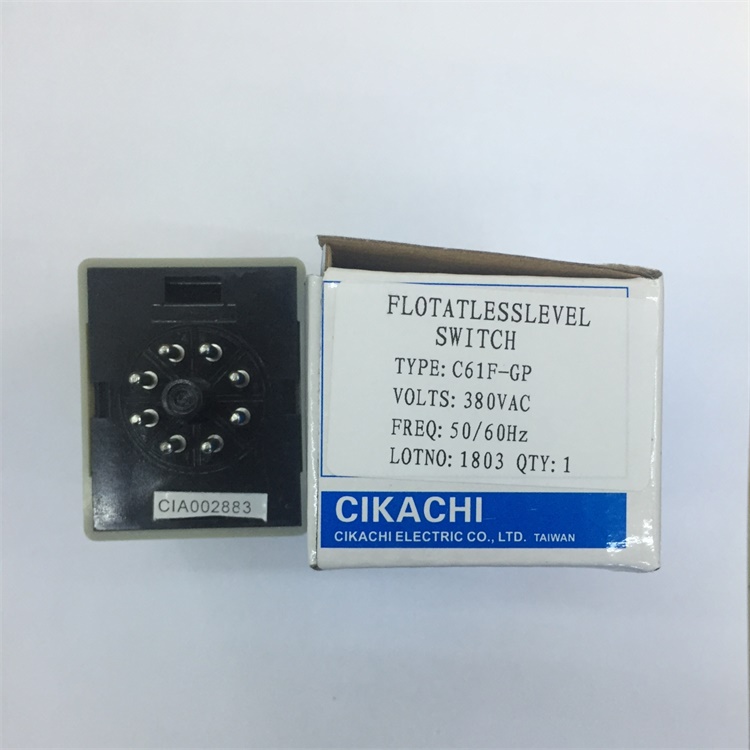 CIA002883
FLOTATLESSLEVEL
SWITCH
TYPE: C61F-GP
VOLTS: 380VAC
FREQ: 50/60Hz
LOTNO: 1803 QTY: 1
CIKACHI
CIKACHI ELECTRIC CO., LTD. TAIWAN